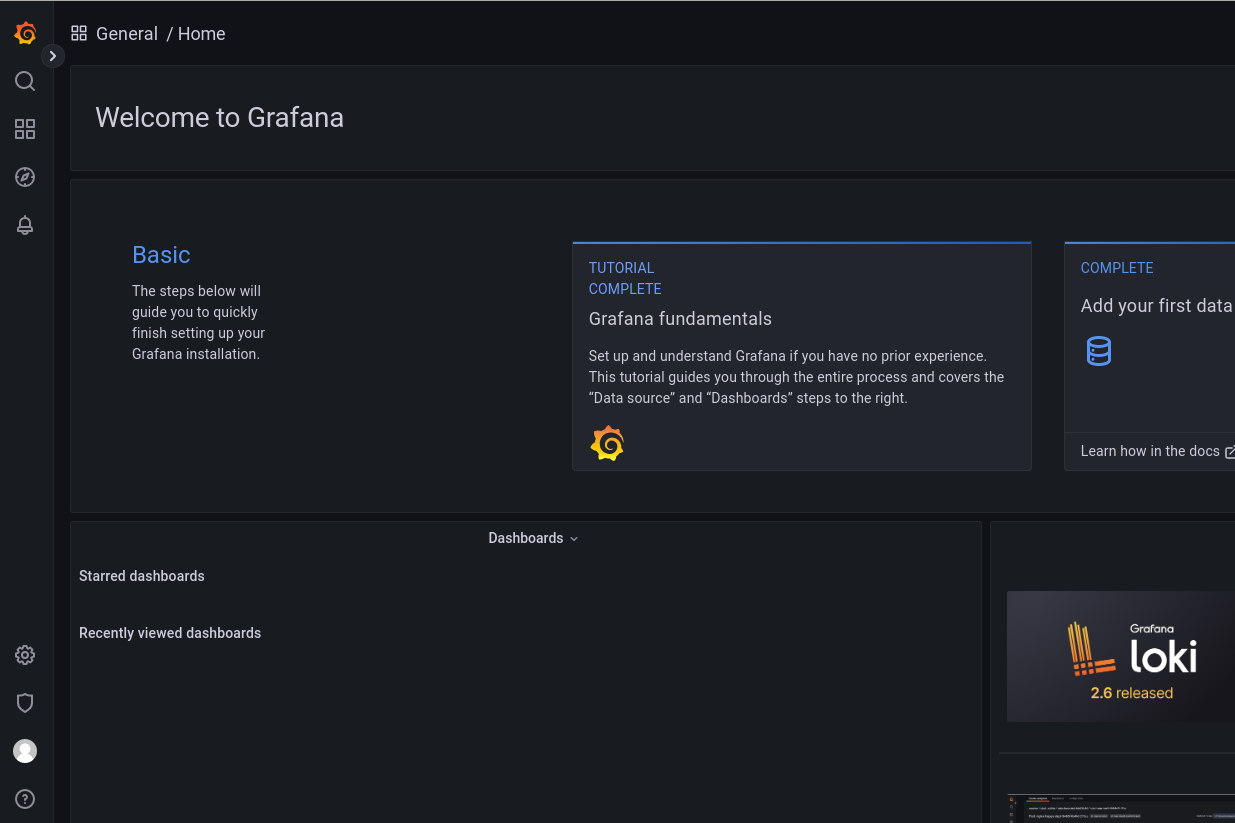 General / Home
Welcome to Grafana
Basic
The steps below will
guide you to quickly
finish setting up your
Grafana installation.
TUTORIAL
COMPLETE
Grafana fundamentals
Set up and understand Grafana if you have no prior experience.
This tutorial guides you through the entire process and covers the
“Data source” and “Dashboards” steps to the right.
COMPLETE
Add your first data
Learn how in the docs
Dashboards
Starred dashboards
Recently viewed dashboards
Grafana
loki
2.6 released